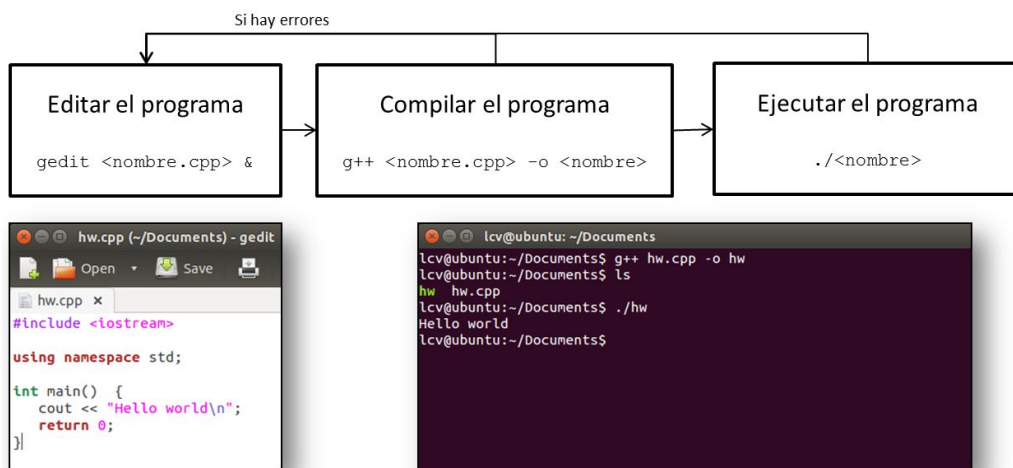 Si hay errores
Editar el programa
gedit <nombre.cpp> &
Compilar el programa
g++ <nombre.cpp> -o <nombre>
Ejecutar el programa
./<nombre>
hw.cpp (~/Documents) - gedit
Open Save
hw.cpp x
#include <iostream>
using namespace std;
int main()  {
   cout << "Hello world\n";
   return 0;
}
lcv@ubuntu: ~/Documents
lcv@ubuntu:~/Documents$ g++ hw.cpp -o hw
lcv@ubuntu:~/Documents$ ls
hw  hw.cpp
lcv@ubuntu:~/Documents$ ./hw
Hello world
lcv@ubuntu:~/Documents$